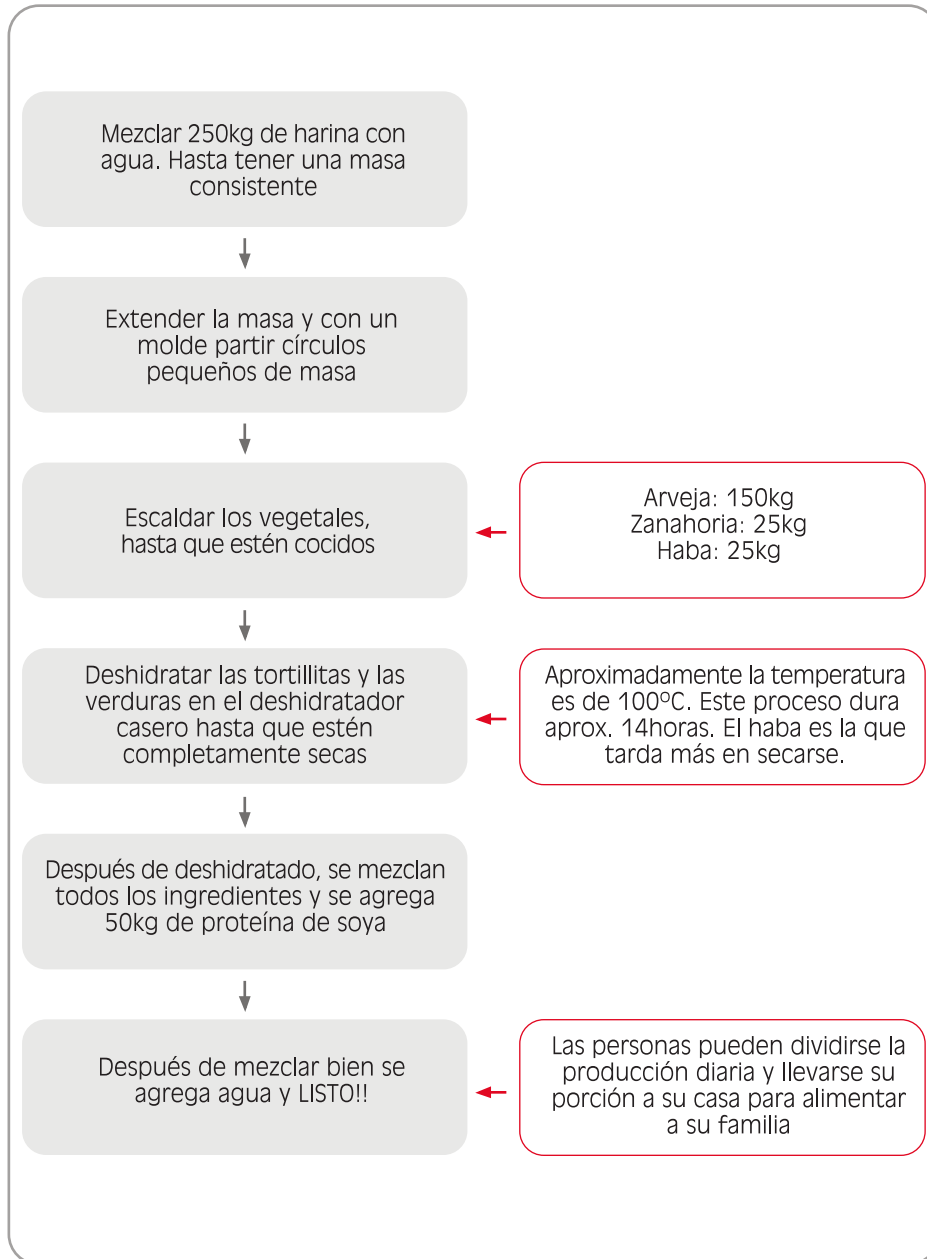 Mezclar 250kg de harina con
agua. Hasta tener una masa
consistente
Extender la masa y con un
molde partir círculos
pequeños de masa
Escaldar los vegetales,
hasta que estén cocidos
Arveja: 150kg
Zanahoria: 25kg
Haba: 25kg
Deshidratar las tortillitas y las
verduras en el deshidratador
casero hasta que estén
completamente secas
Aproximadamente la temperatura
es de 100ºC. Este proceso dura
aprox. 14horas. El haba es la que
tarda más en secarse.
Después de deshidratado, se mezclan
todos los ingredientes y se agrega
50kg de proteína de soya
Después de mezclar bien se
agrega agua y LISTO!!
Las personas pueden dividirse la
producción diaria y llevarse su
porción a su casa para alimentar
a su familia